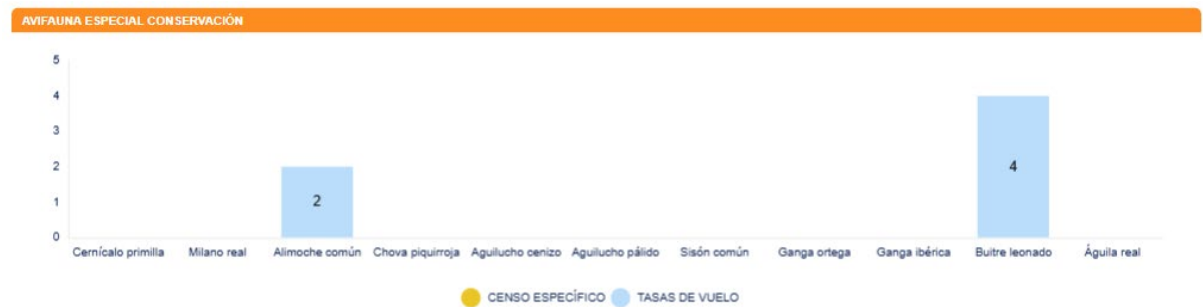 AVIFAUNA ESPECIAL CONSERVACIÓN
5
4
3
2
1
0
2
4
Cernícalo primilla Milano real Alimoche común Chova piquirroja Aguilucho cenizo Aguilucho pálido Sisón común Ganga ortega Ganga ibérica Buitre leonado Águila real
CENSO ESPECÍFICO TASAS DE VUELO